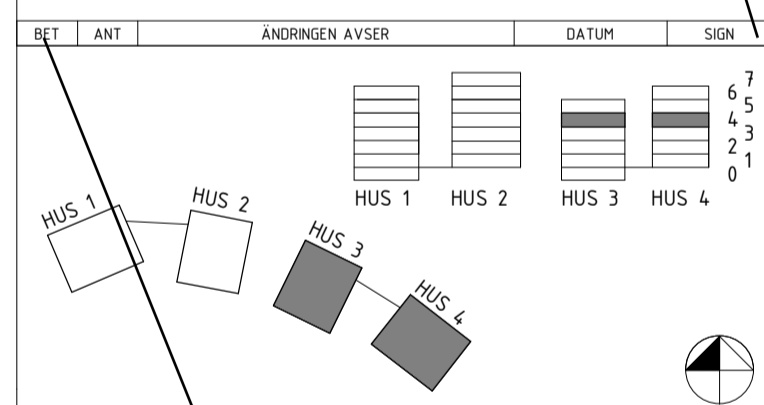 BET ANT ÄNDRINGEN AVSER DATUM SIGN
7
6
5
4
3
2
1
0
HUS 1 HUS 2 HUS 3 HUS 4
HUS 1
HUS 2
HUS 3
HUS 4